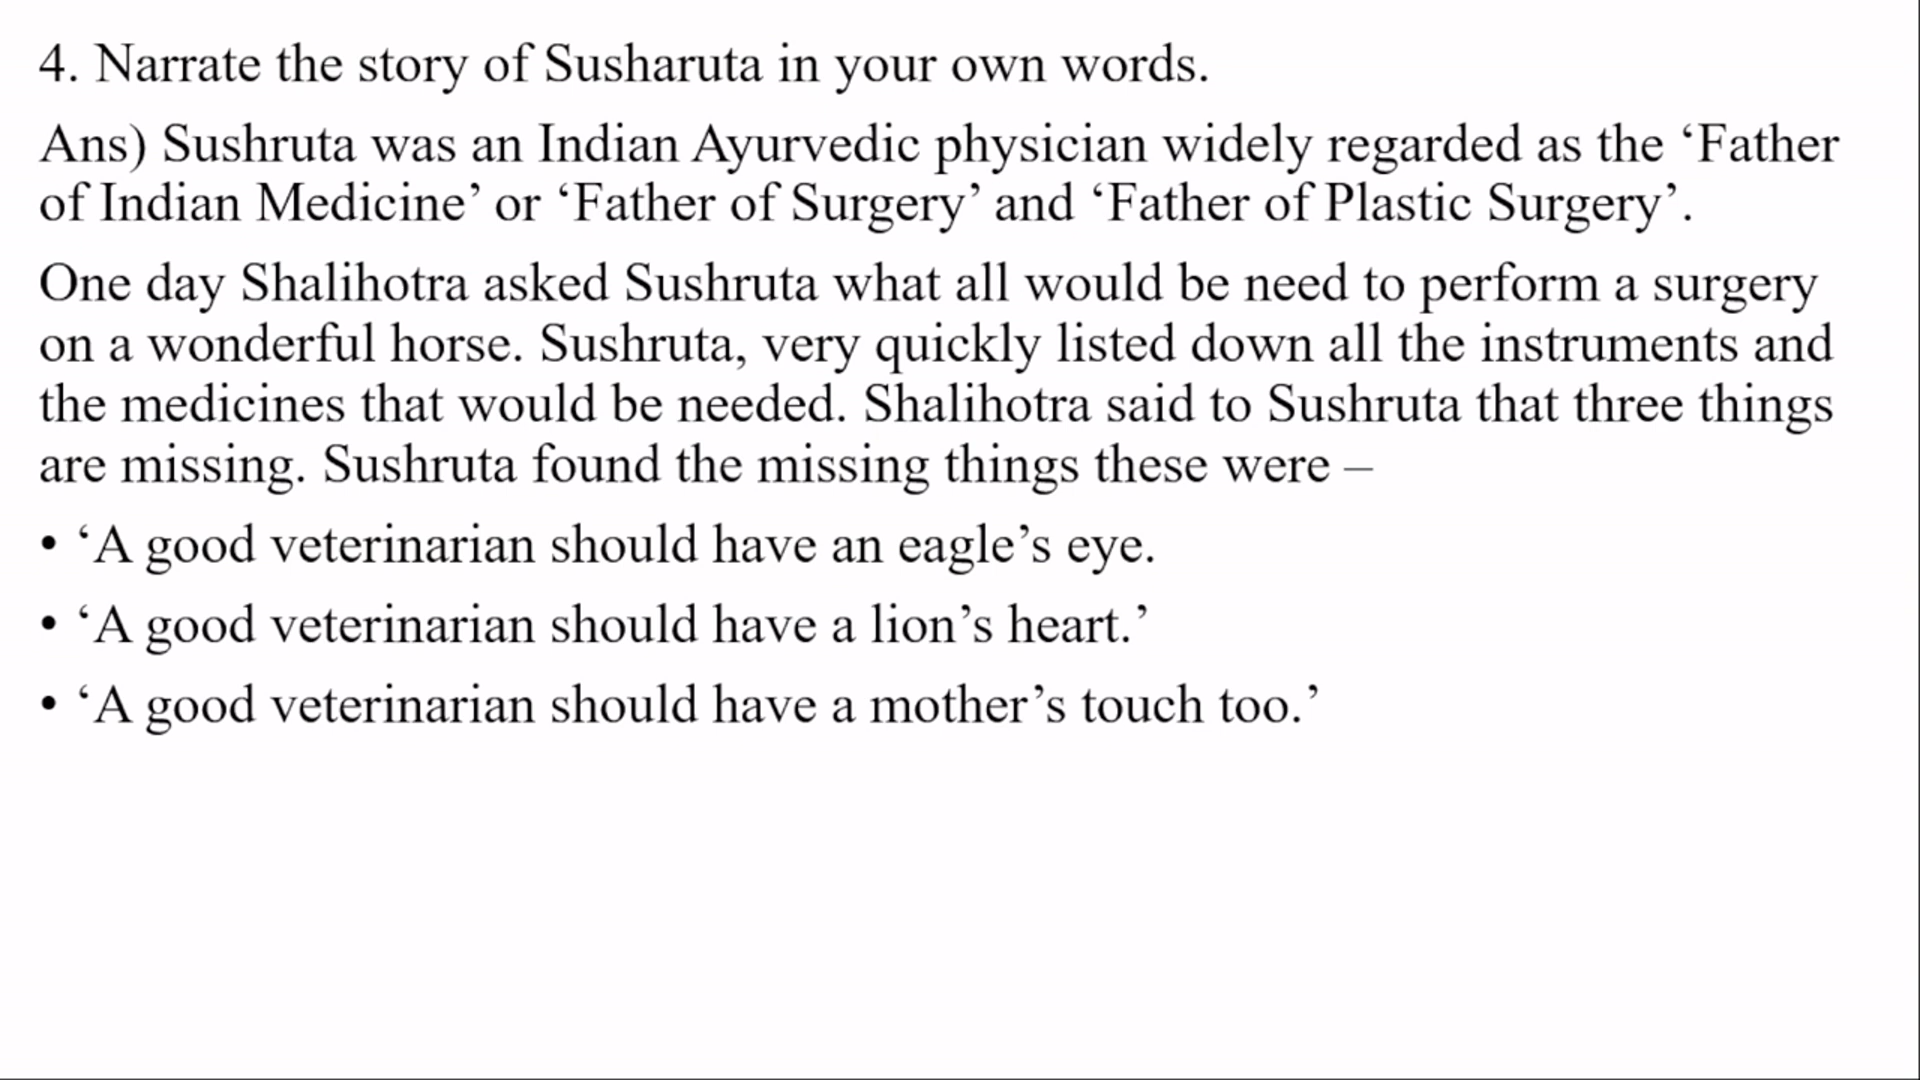 4. Narrate the story of Susharuta in your own words.
Ans) Sushruta was an Indian Ayurvedic physician widely regarded as the ‘Father
of Indian Medicine’ or ‘Father of Surgery’ and ‘Father of Plastic Surgery’.
One day Shalihotra asked Sushruta what all would be need to perform a surgery
on a wonderful horse. Sushruta, very quickly listed down all the instruments and
the medicines that would be needed. Shalihotra said to Sushruta that three things
are missing. Sushruta found the missing things these were –
• ‘A good veterinarian should have an eagle’s eye.
• ‘A good veterinarian should have a lion’s heart.’
• ‘A good veterinarian should have a mother’s touch too.’